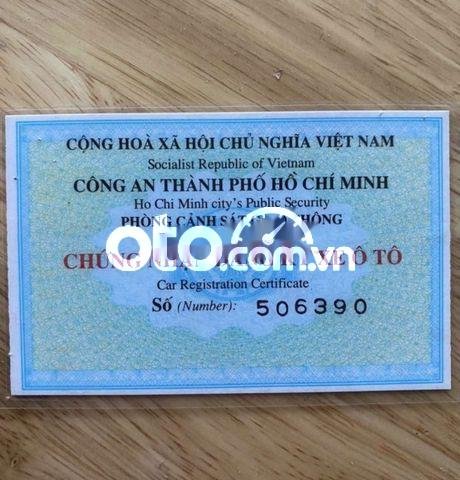 CỘNG HOÀ XÃ HỘI CHỦ NGHĨA VIỆT NAM
Socialist Republic of Vietnam
CÔNG AN THÀNH PHỐ HỒ CHÍ MINH
Ho Chi Minh city's Public Security
PHÒNG CẢNH SÁT THÔNG
oto.com.vn
CHỨNG XE Ô TÔ
Car Registration Certificate
Số (Number): 506390